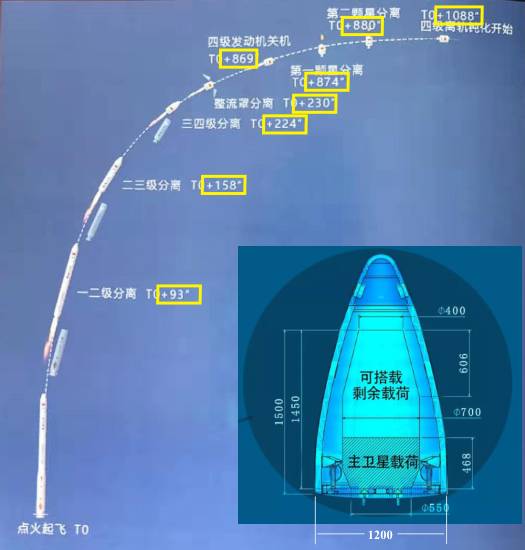 第二颗星分离
T0+880"
T0+1088"
四级离轨钝化开始
四级发动机关机
T0+869
第一颗星分离
T0+874"
整流罩分离 T0+230"
三四级分离 T0+224"
二三级分离 T0+158"
一二级分离 T0+93"
点火起飞 T0
Φ400
可搭载
剩余载荷
606
1500
1450
Φ700
主卫星载荷
468
Φ550
1200